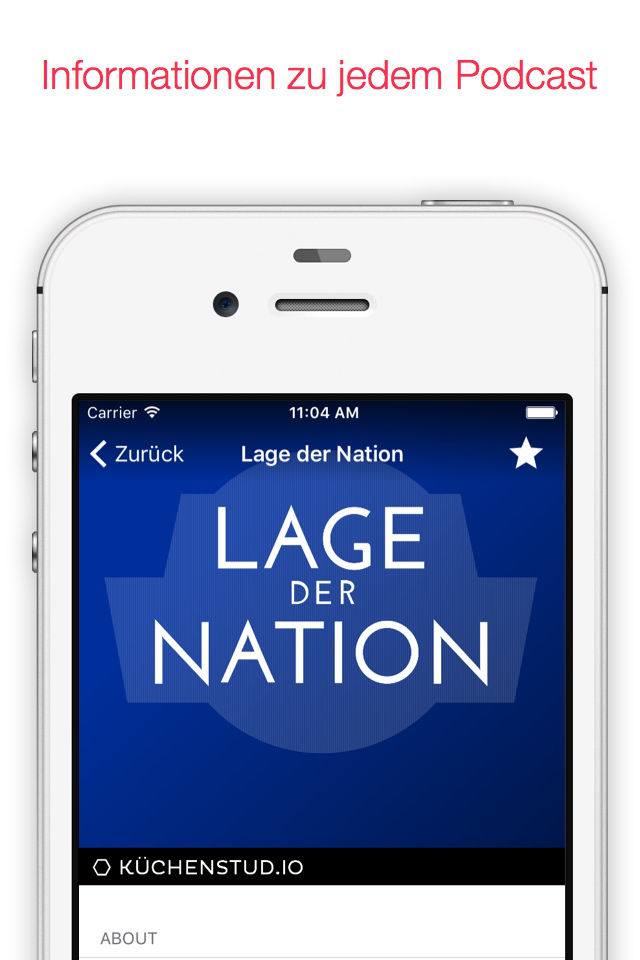 Informationen zu jedem Podcast
Carrier 11:04 AM
Zurück Lage der Nation
LAGE
DER
NATION
KÜCHENSTUD.IO
ABOUT